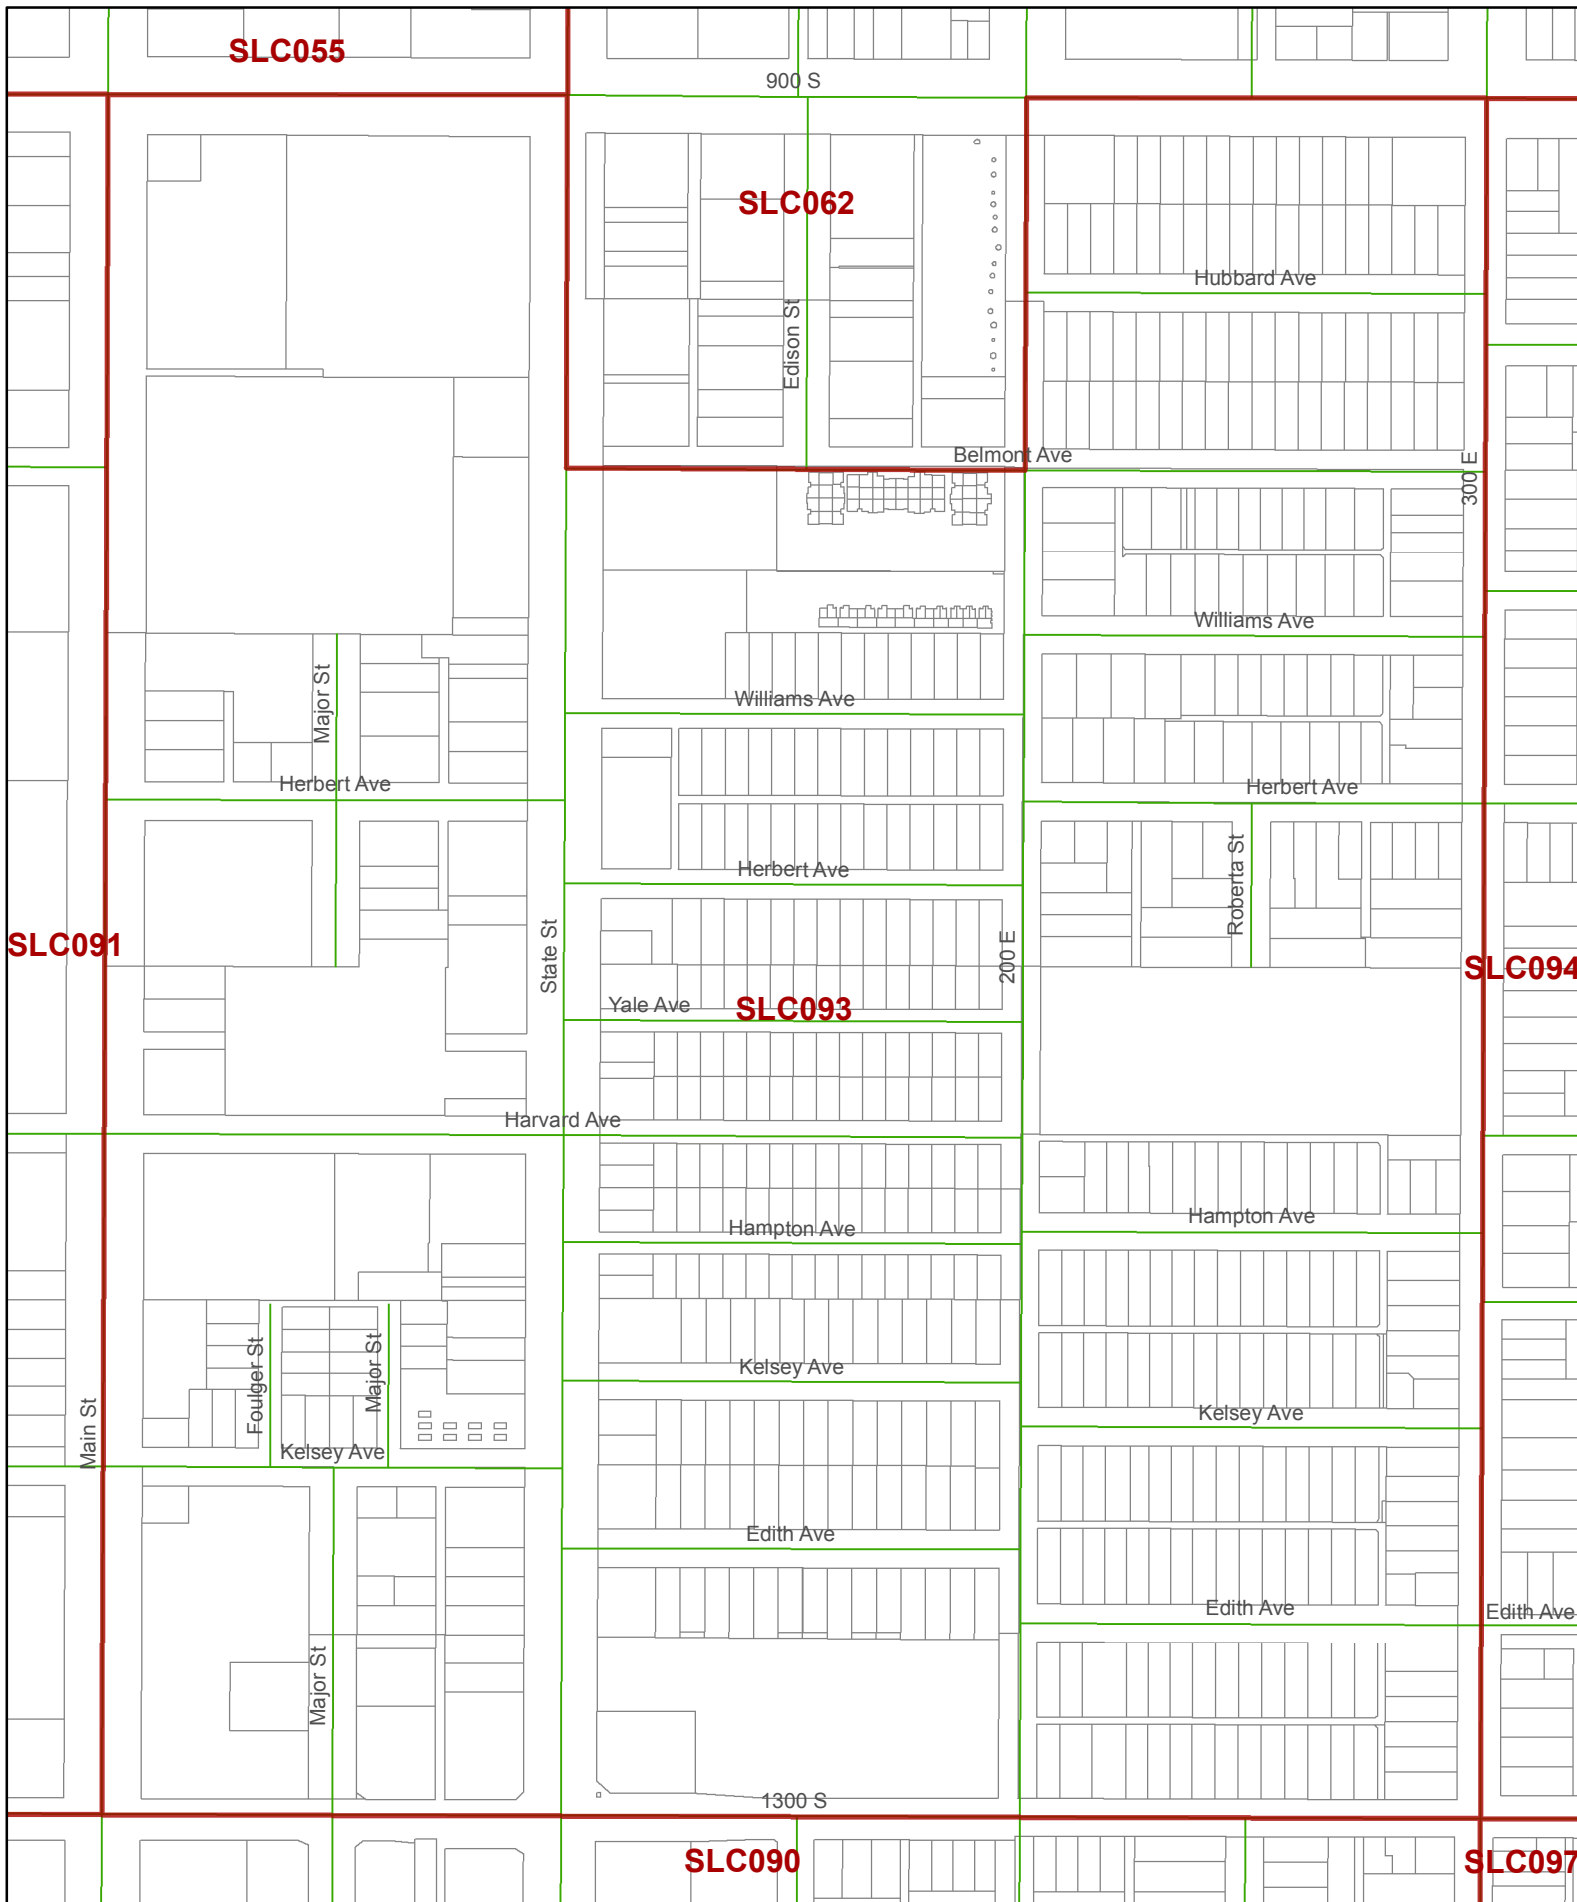 SLC055
900 S
SLC062
Hubbard Ave
Edison St
Belmont Ave
300 E
Williams Ave
Major St
Williams Ave
Herbert Ave
Herbert Ave
Herbert Ave
Roberta St
SLC091
State St
200 E
SLC094
Yale Ave
SLC093
Harvard Ave
Hampton Ave
Hampton Ave
Foulger St
Major St
Kelsey Ave
Main St
Kelsey Ave
Kelsey Ave
Edith Ave
Edith Ave
Edith Ave
Major St
1300 S
SLC090
SLC097